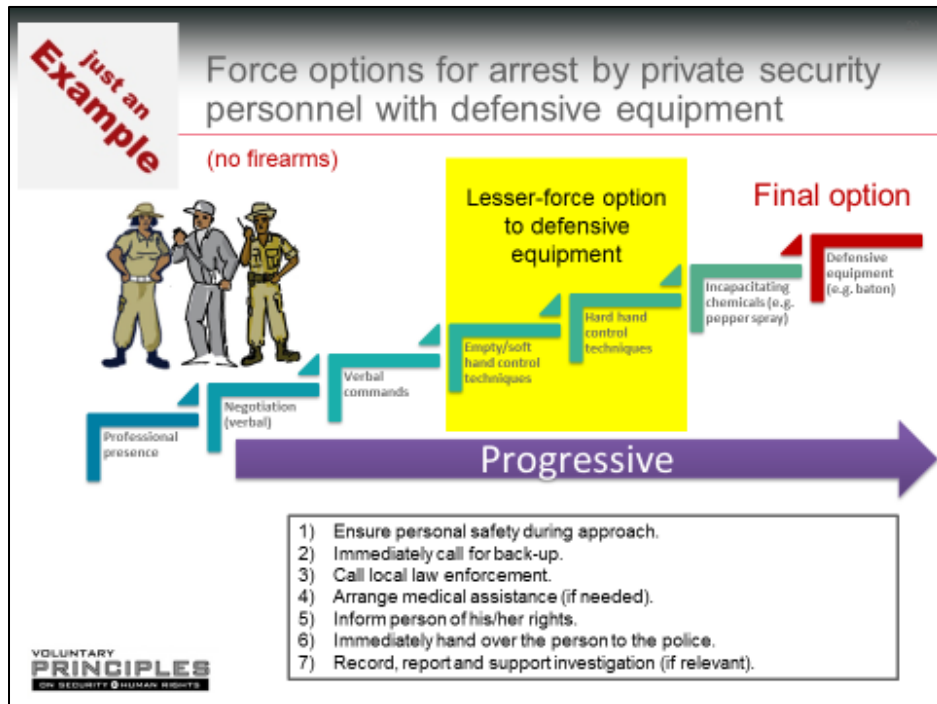 just an
Example
Force options for arrest by private security
personnel with defensive equipment
(no firearms)
Lesser-force option
to defensive
equipment
Final option
Professional
presence
Negotiation
(verbal)
Verbal
commands
Empty/soft
hand control
techniques
Hard hand
control
techniques
Incapacitating
chemicals (e.g.
pepper spray)
Defensive
equipment
(e.g. baton)
Progressive
1) Ensure personal safety during approach.
2) Immediately call for back-up.
3) Call local law enforcement.
4) Arrange medical assistance (if needed).
5) Inform person of his/her rights.
6) Immediately hand over the person to the police.
7) Record, report and support investigation (if relevant).
VOLUNTARY
PRINCIPLES
ON SECURITY HUMAN RIGHTS